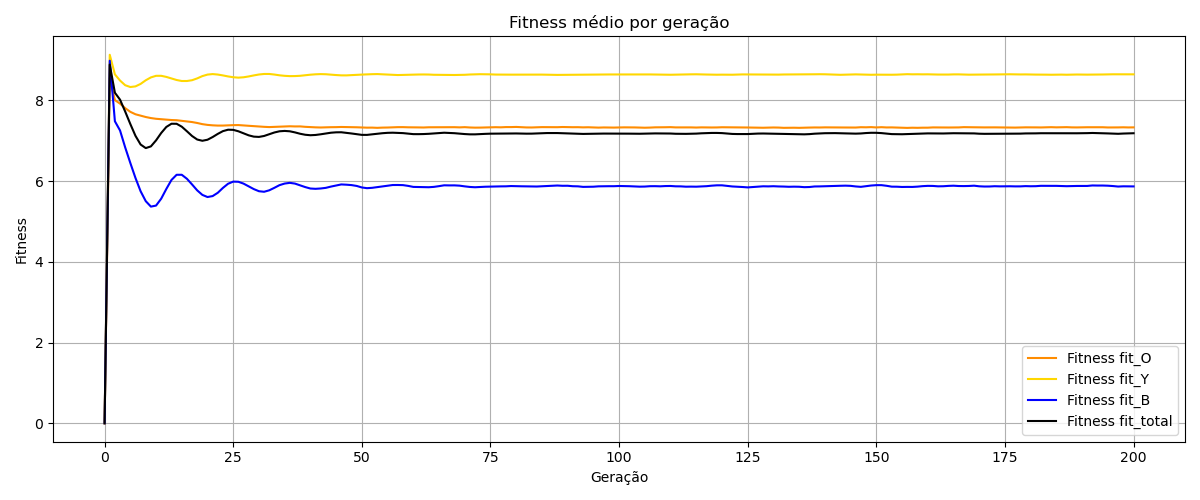 Fitness médio por geração
Fitness
8
6
4
2
0
0 25 50 75 100 125 150 175 200
Geração
Fitness fit_O
Fitness fit_Y
Fitness fit_B
Fitness fit_total